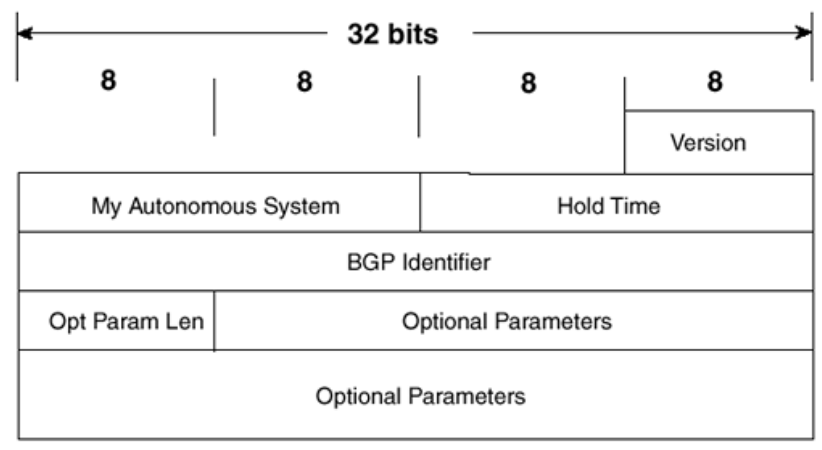 32 bits
8 8 8 8
Version
My Autonomous System Hold Time
BGP Identifier
Opt Param Len Optional Parameters
Optional Parameters